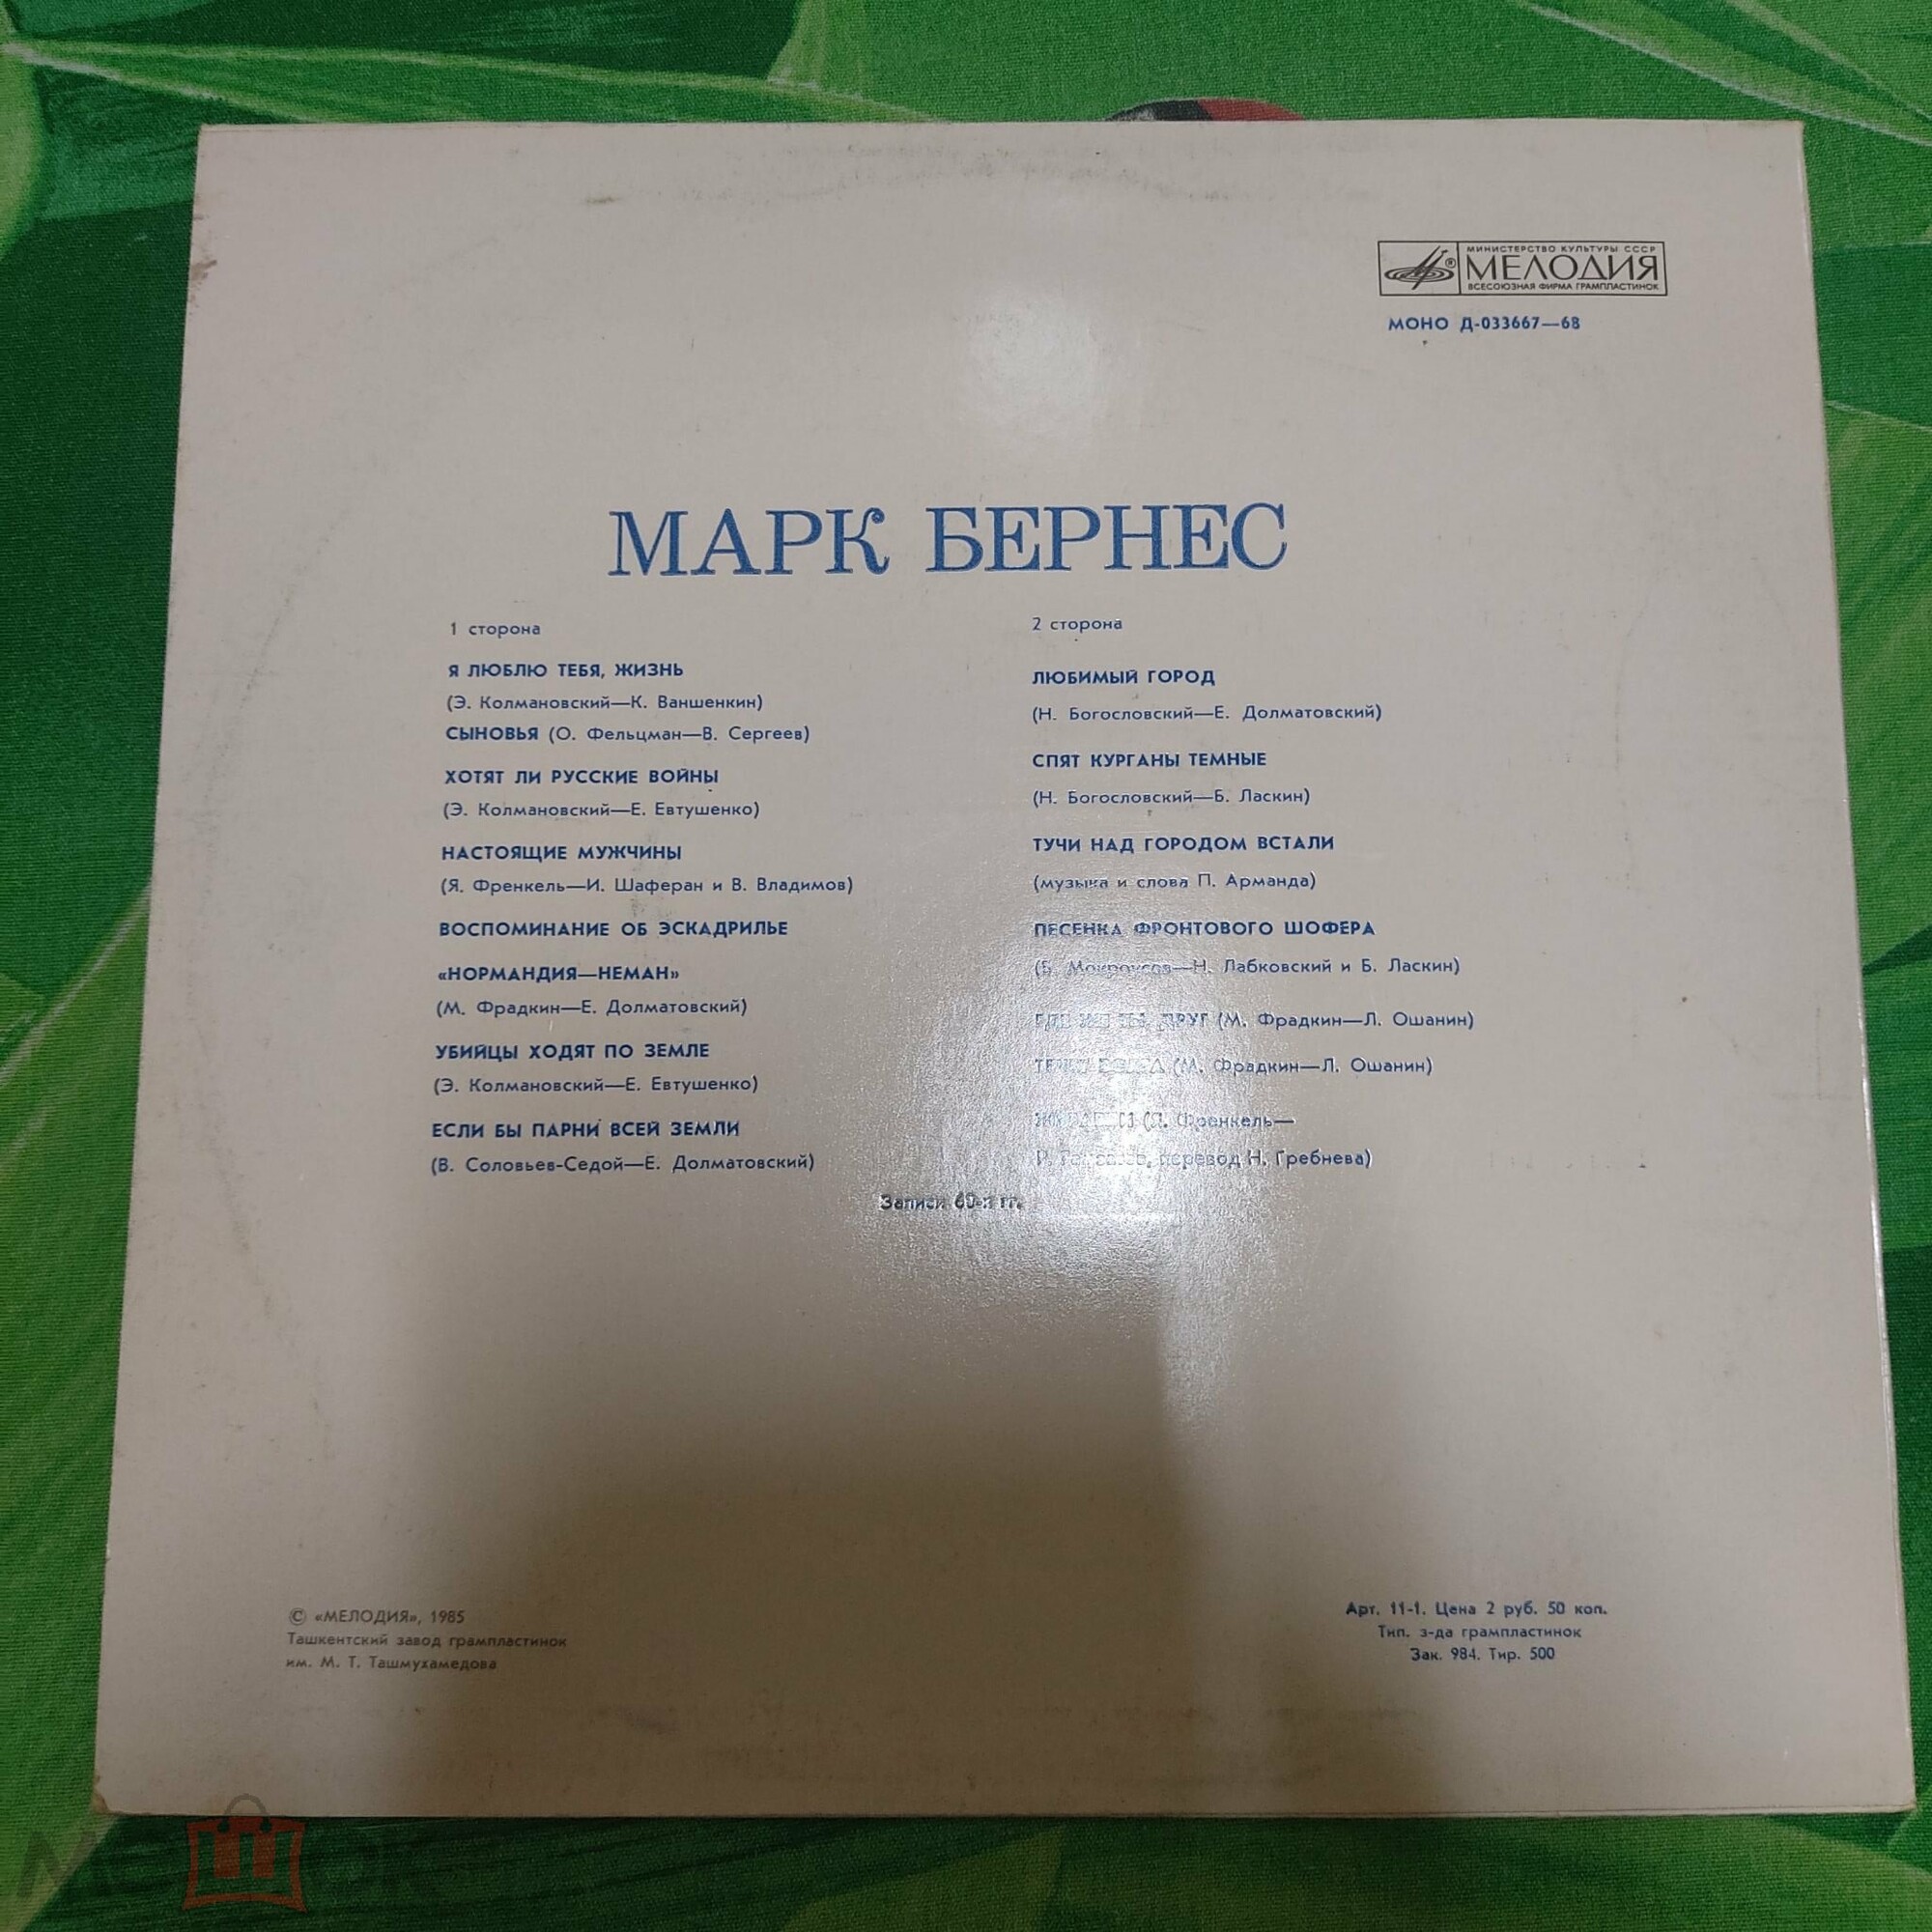 МИНИСТЕРСТВО КУЛЬТУРЫ СССР
МЕЛОДИЯ
ВСЕСОЮЗНАЯ ФИРМА ГРАМПЛАСТИНОК
МОНО Д-033667—68
МАРК БЕРНЕС
1 сторона
Я ЛЮБЛЮ ТЕБЯ, ЖИЗНЬ
(Э. Колмановский—К. Ваншенкин)
СЫНОВЬЯ (О. Фельцман—В. Сергеев)
ХОТЯТ ЛИ РУССКИЕ ВОЙНЫ
(Э. Колмановский—Е. Евтушенко)
НАСТОЯЩИЕ МУЖЧИНЫ
(Я. Френкель—И. Шаферан и В. Владимов)
ВОСПОМИНАНИЕ ОБ ЭСКАДРИЛЬЕ
«НОРМАНДИЯ—НЕМАН»
(М. Фрадкин—Е. Долматовский)
УБИЙЦЫ ХОДЯТ ПО ЗЕМЛЕ
(Э. Колмановский—Е. Евтушенко)
ЕСЛИ БЫ ПАРНИ ВСЕЙ ЗЕМЛИ
(В. Соловьев-Седой—Е. Долматовский)
2 сторона
ЛЮБИМЫЙ ГОРОД
(Н. Богословский—Е. Долматовский)
СПЯТ КУРГАНЫ ТЕМНЫЕ
(Н. Богословский—Б. Ласкин)
ТУЧИ НАД ГОРОДОМ ВСТАЛИ
(музыка и слова П. Арманда)
ПЕСЕНКА ФРОНТОВОГО ШОФЕРА
(Б. Мокроусов—Н. Лабковский и Б. Ласкин)
ДРУГ (М. Фрадкин—Л. Ошанин)
(М. Фрадкин—Л. Ошанин)
(Я. Френкель—
Р. перевод Н. Гребнева)
Записи 60-х гг.
© «МЕЛОДИЯ», 1985
Ташкентский завод грампластинок
им. М. Т. Ташмухамедова
Арт. 11-1. Цена 2 руб. 50 коп.
Тип. з-да грампластинок
Зак. 984. Тир. 500